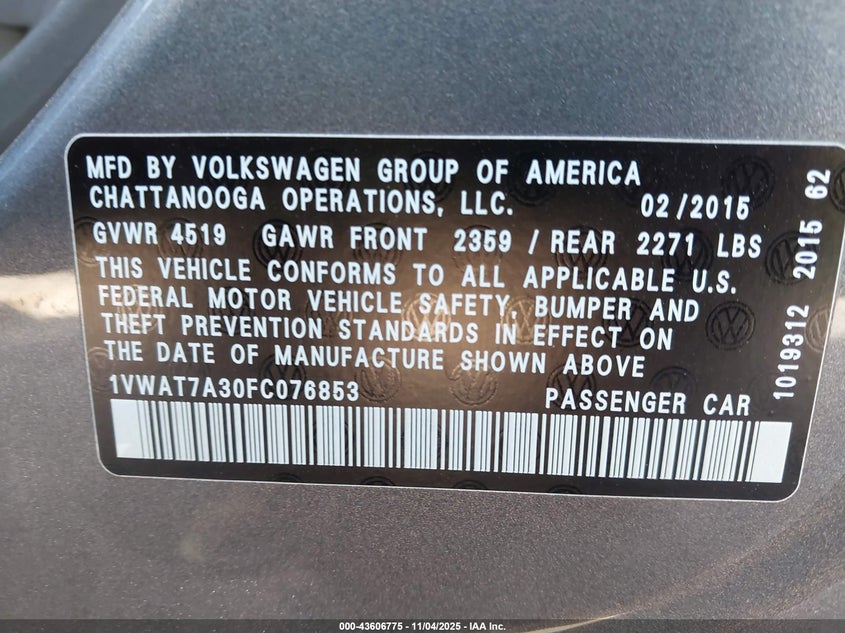 MFD BY VOLKSWAGEN GROUP OF AMERICA
CHATTANOOGA OPERATIONS, LLC. 02/2015
GVWR 4519 GAWR FRONT 2359 / REAR 2271 LBS
THIS VEHICLE CONFORMS TO ALL APPLICABLE U.S.
FEDERAL MOTOR VEHICLE SAFETY, BUMPER AND
THEFT PREVENTION STANDARDS IN EFFECT ON
THE DATE OF MANUFACTURE SHOWN ABOVE
1VWAT7A30FC076853 PASSENGER CAR
1019312 2015 62
000-43606775 - 11/04/2025 - IAA Inc.